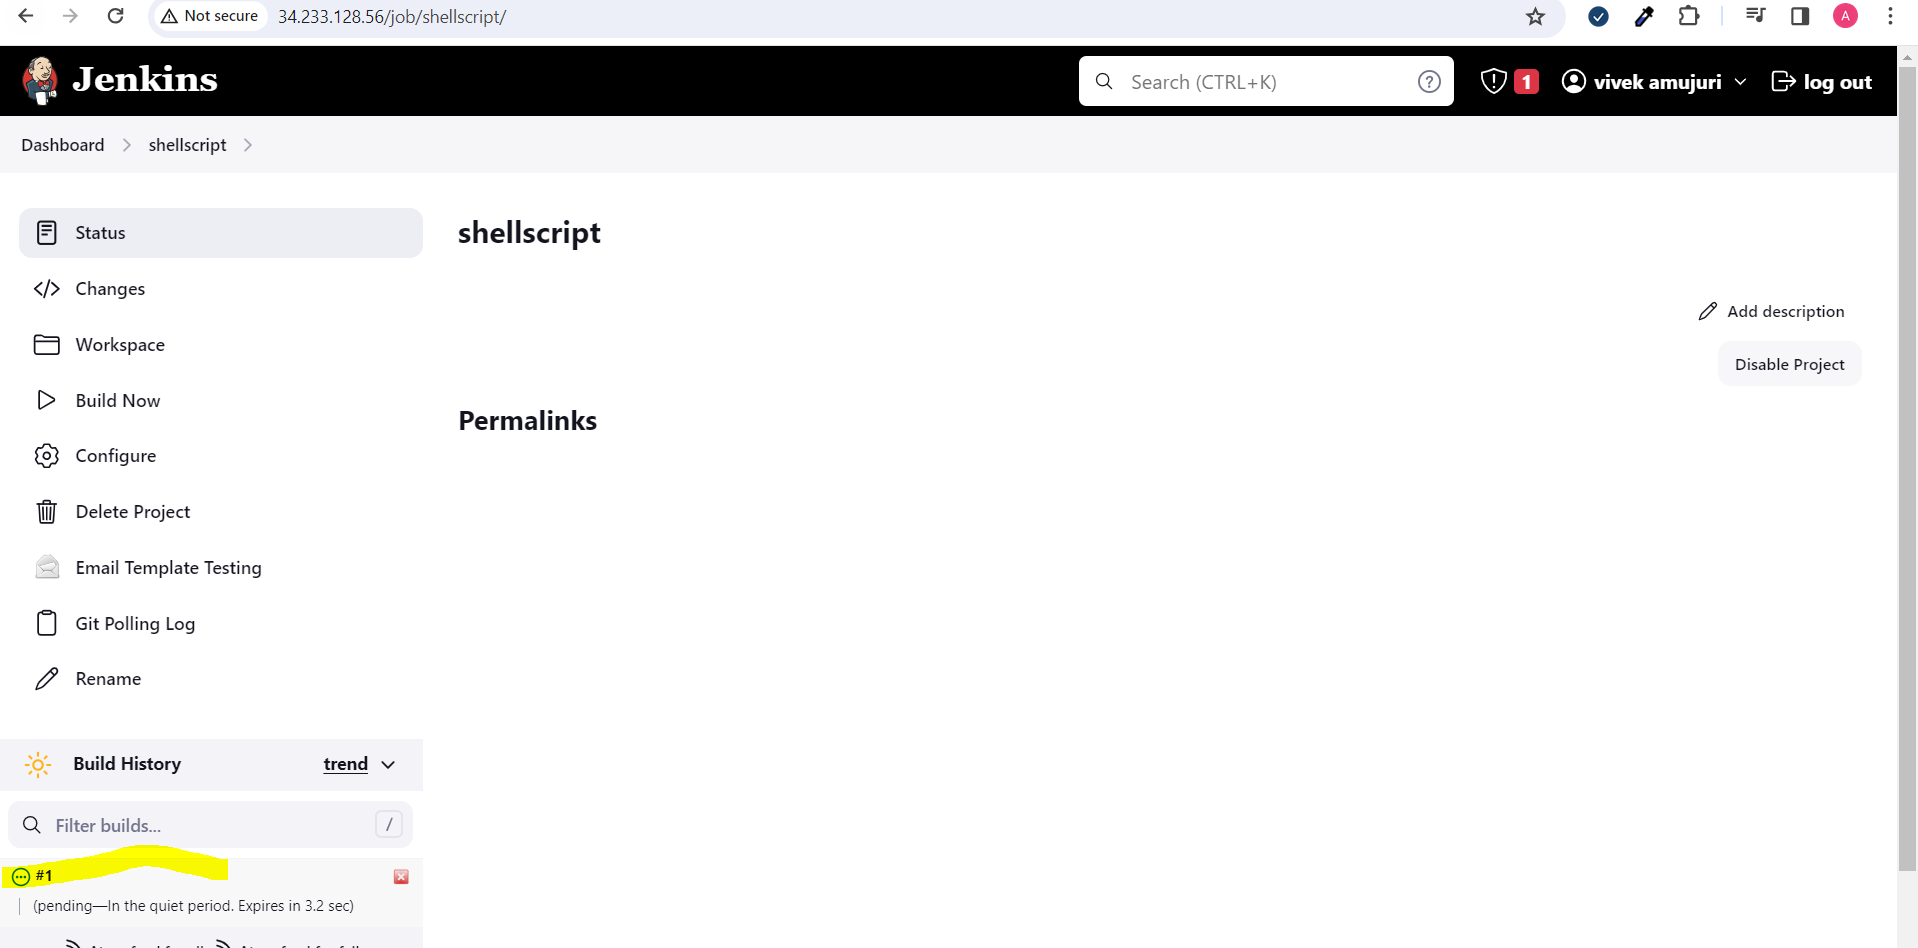 Not secure 34.233.128.56/job/shellscript/ A
Jenkins Search (CTRL+K) ? 1 vivek amujuri log out
Dashboard shellscript
Status
shellscript
Changes
Add description
Workspace
Disable Project
Build Now
Permalinks
Configure
Delete Project
Email Template Testing
Git Polling Log
Rename
Build History trend
Filter builds... /
#1
(pending—In the quiet period. Expires in 3.2 sec)